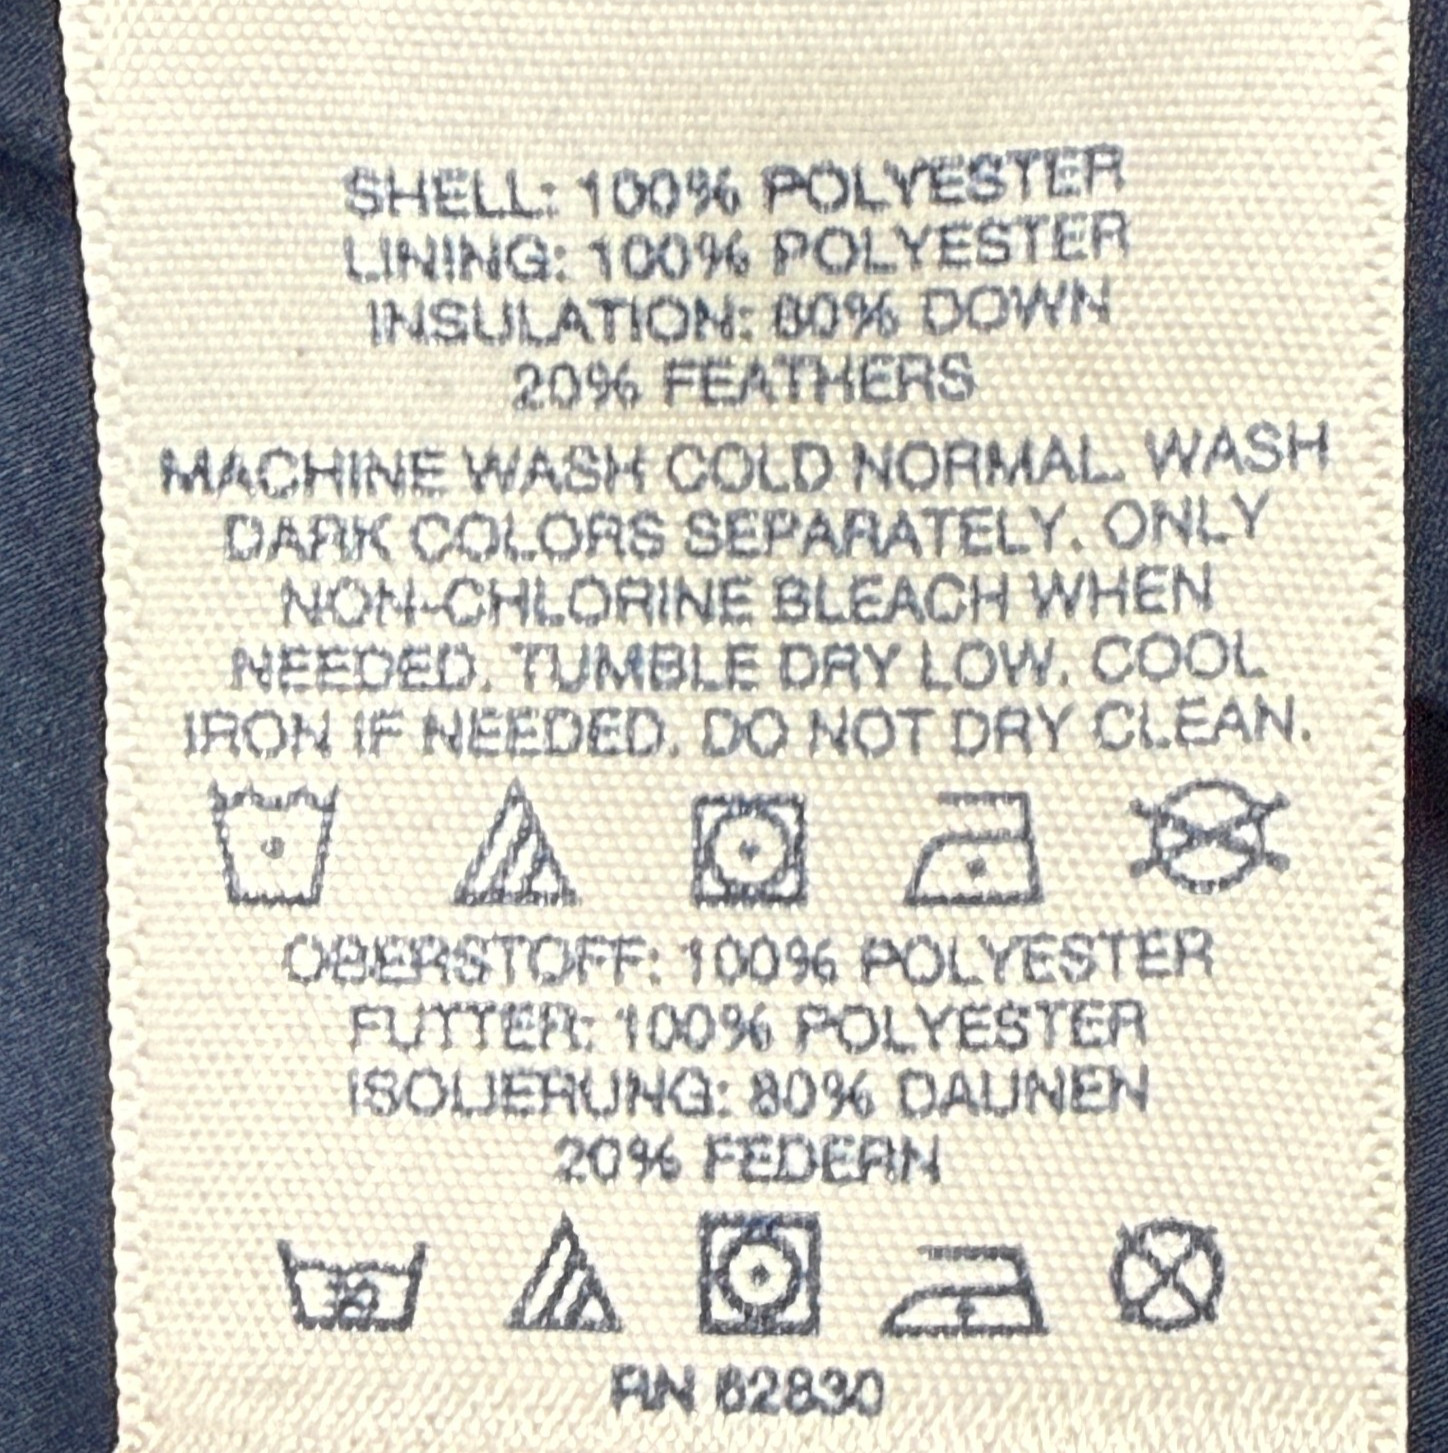 SHELL: 100% POLYESTER
LINING: 100% POLYESTER
INSULATION: 80% DOWN
20% FEATHERS
MACHINE WASH COLD NORMAL. WASH
DARK COLORS SEPARATELY. ONLY
NON-CHLORINE BLEACH WHEN
NEEDED. TUMBLE DRY LOW. COOL
IRON IF NEEDED. DO NOT DRY CLEAN.
OBERSTOFF: 100% POLYESTER
FUTTER: 100% POLYESTER
ISOLIERUNG: 80% DAUNEN
20% FEDERN
30
RN 62830